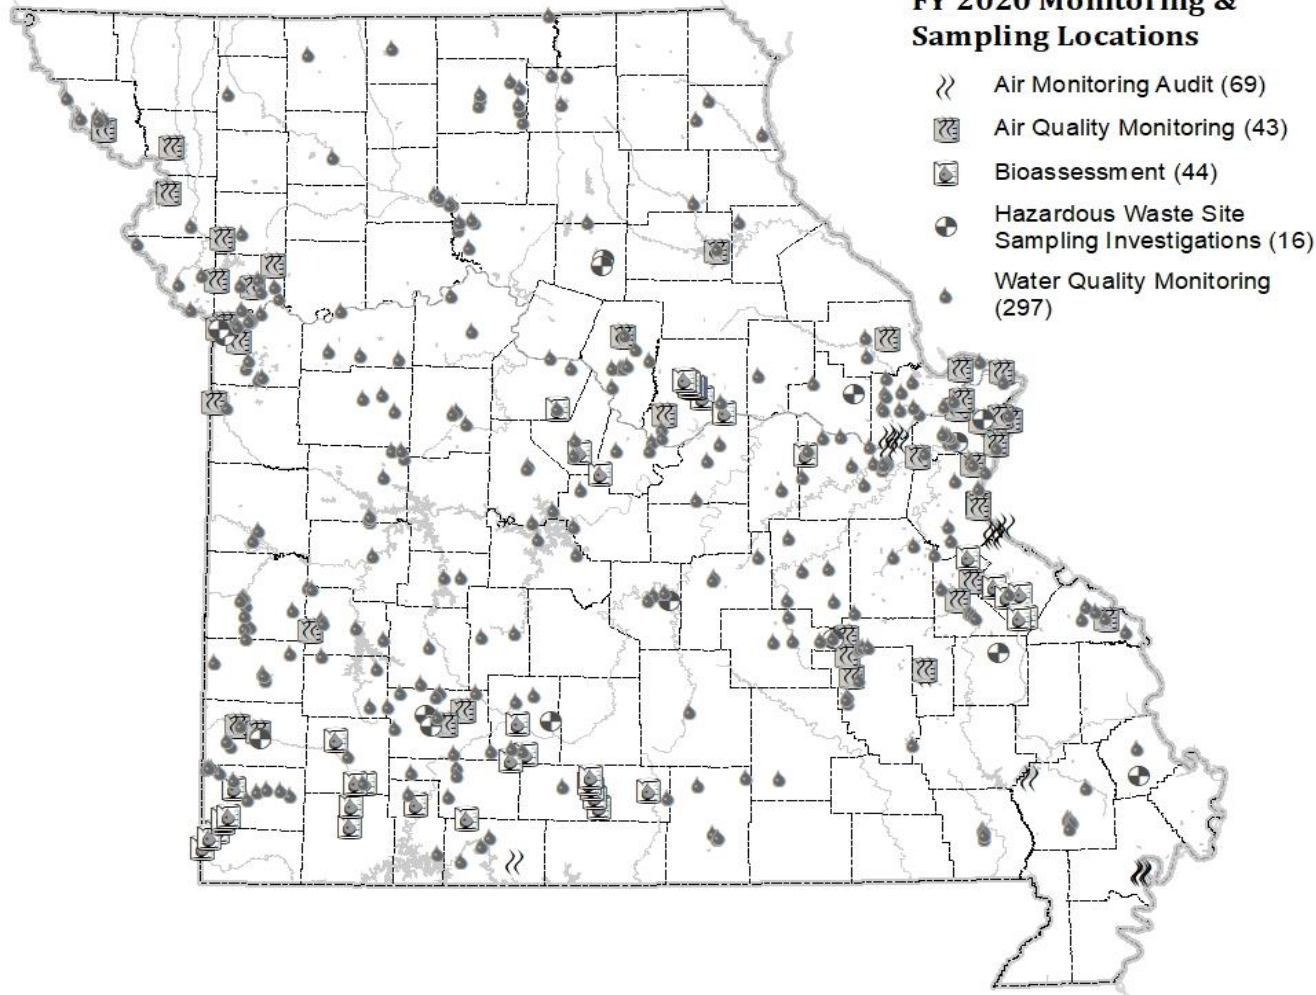 FY 2020 Monitoring &
Sampling Locations
Air Monitoring Audit (69)
Air Quality Monitoring (43)
Bioassessment (44)
Hazardous Waste Site
Sampling Investigations (16)
Water Quality Monitoring
(297)